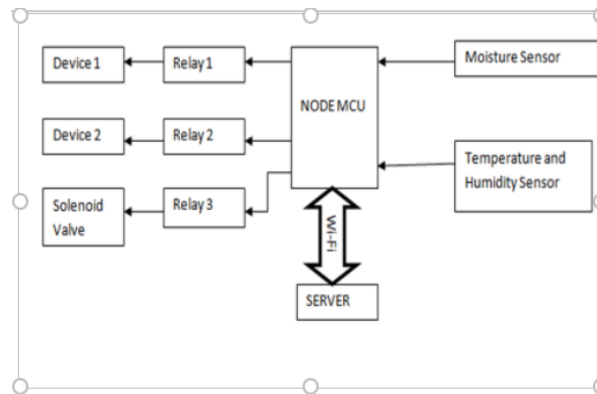 Device 1
Relay 1
NODE MCU
Moisture Sensor
Device 2
Relay 2
Temperature and
Humidity Sensor
Solenoid
Valve
Relay 3
Wi-Fi
SERVER